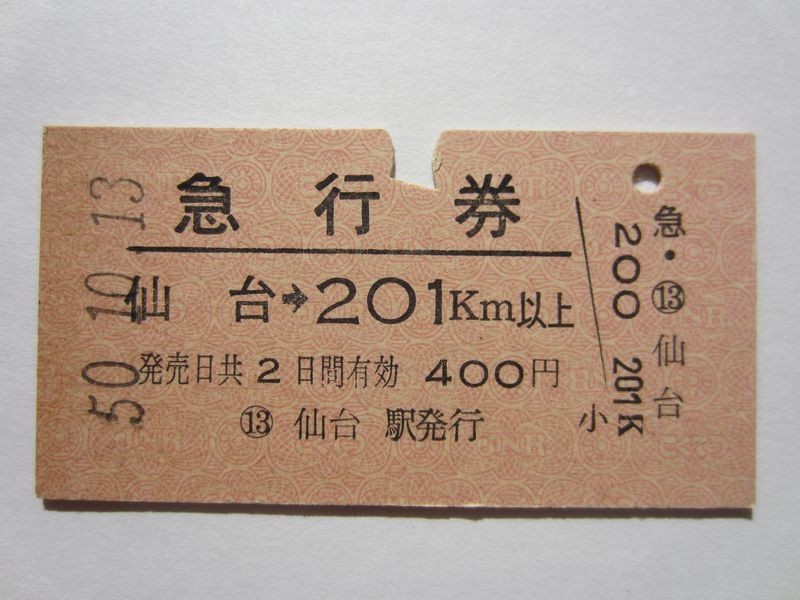 急行券
仙台→201Km以上
発売日共2日間有効 400円
⑬ 仙台 駅発行
50.10.13
急・⑬仙台
200 201K
小